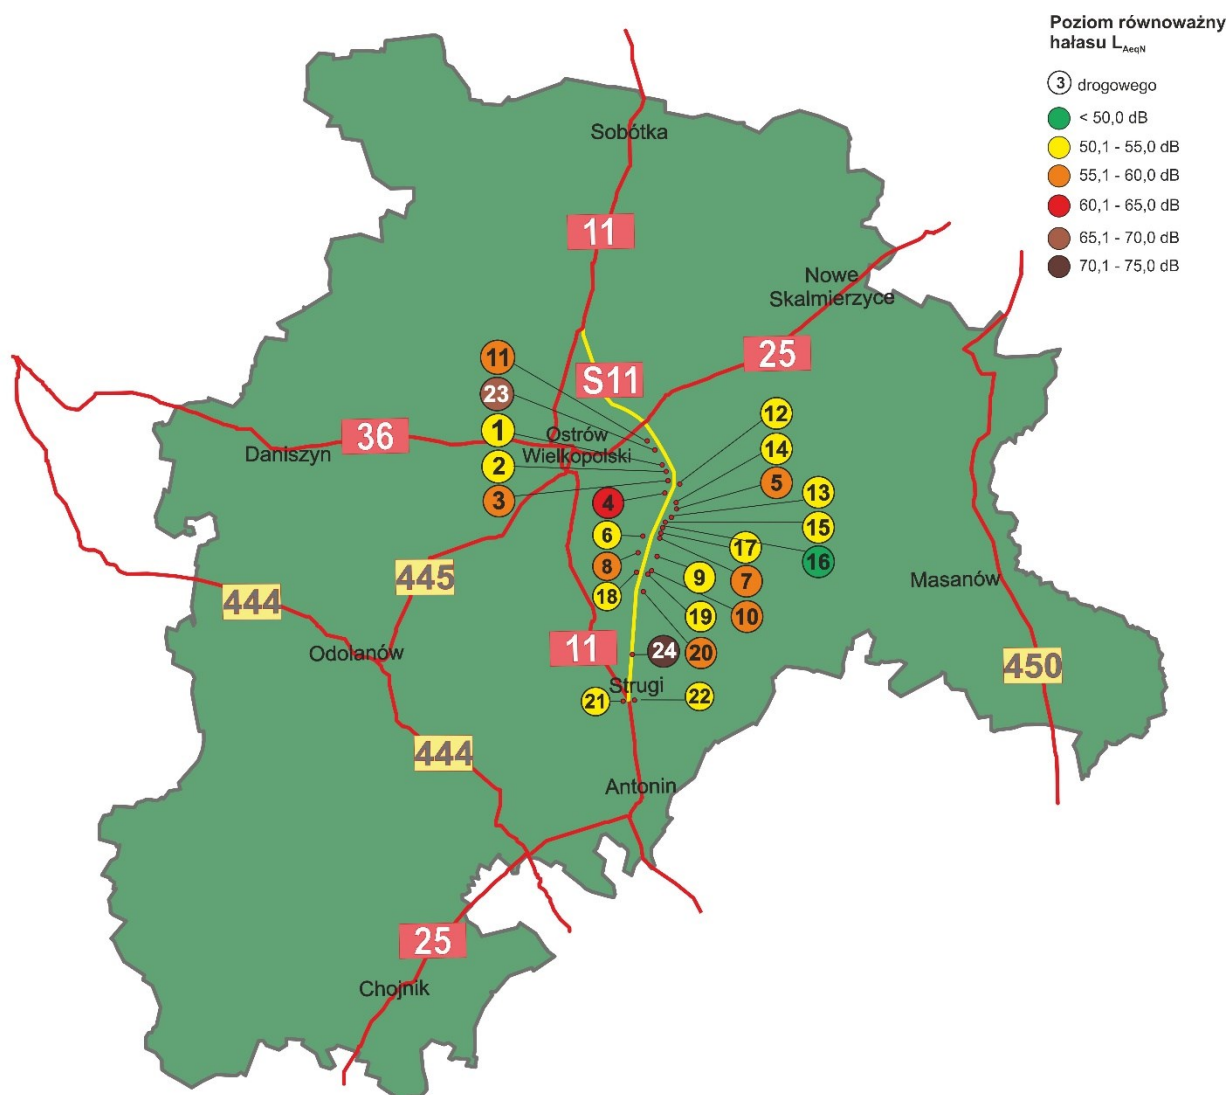 Poziom równoważny
hałasu LAeqN
3 drogowego
< 50,0 dB
50,1 - 55,0 dB
55,1 - 60,0 dB
60,1 - 65,0 dB
65,1 - 70,0 dB
70,1 - 75,0 dB
Sobótka
11
Nowe
Skalmierzyce
25
S11
11
23
1
2
3
36
Daniszyn
Ostrów
Wielkopolski
12
14
5
13
15
16
4
6
8
18
17
7
9
10
19
20
24
445
444
Odolanów
11
Masanów
450
Strugi
21
22
444
Antonin
25
Chojnik